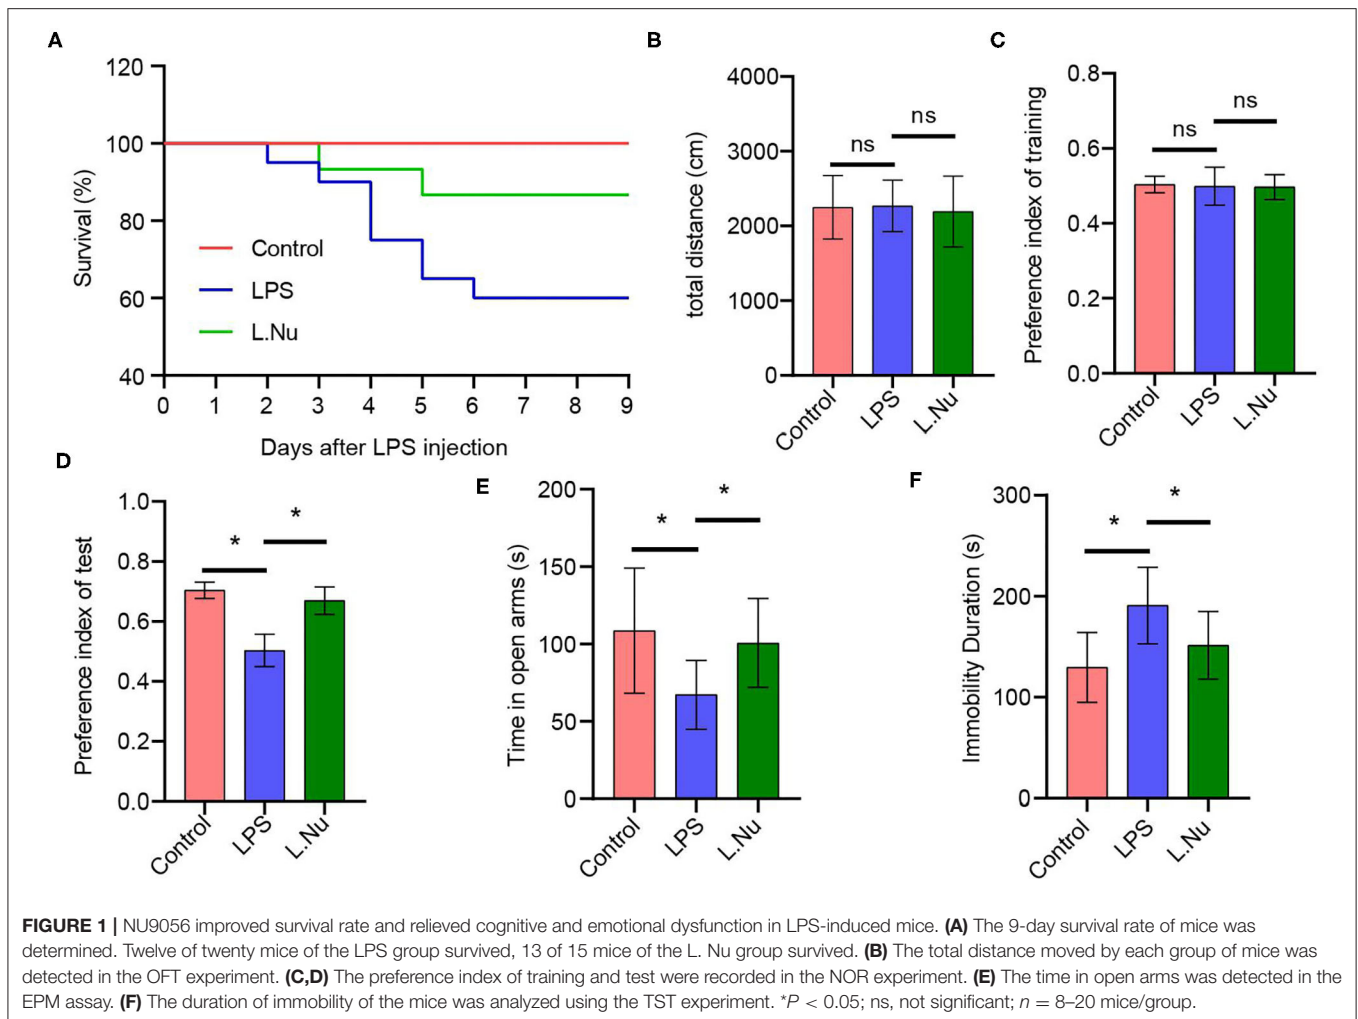 A
120
100
80
60
40
Survival (%)
Control
LPS
L.Nu
0 1 2 3 4 5 6 7 8 9
Days after LPS injection
B
4000
3000
2000
1000
0
total distance (cm)
ns
ns
Control LPS L.Nu
C
0.8
0.6
0.4
0.2
0.0
Preference index of training
ns
ns
Control LPS L.Nu
D
1.0
0.8
0.6
0.4
0.2
0.0
Preference index of test
*
*
Control LPS L.Nu
E
200
150
100
50
0
Time in open arms (s)
*
*
Control LPS L.Nu
F
300
200
100
0
Immobility Duration (s)
*
*
Control LPS L.Nu
FIGURE 1 | NU9056 improved survival rate and relieved cognitive and emotional dysfunction in LPS-induced mice. (A) The 9-day survival rate of mice was
determined. Twelve of twenty mice of the LPS group survived, 13 of 15 mice of the L. Nu group survived. (B) The total distance moved by each group of mice was
detected in the OFT experiment. (C,D) The preference index of training and test were recorded in the NOR experiment. (E) The time in open arms was detected in the
EPM assay. (F) The duration of immobility of the mice was analyzed using the TST experiment. *P < 0.05; ns, not significant; n = 8–20 mice/group.